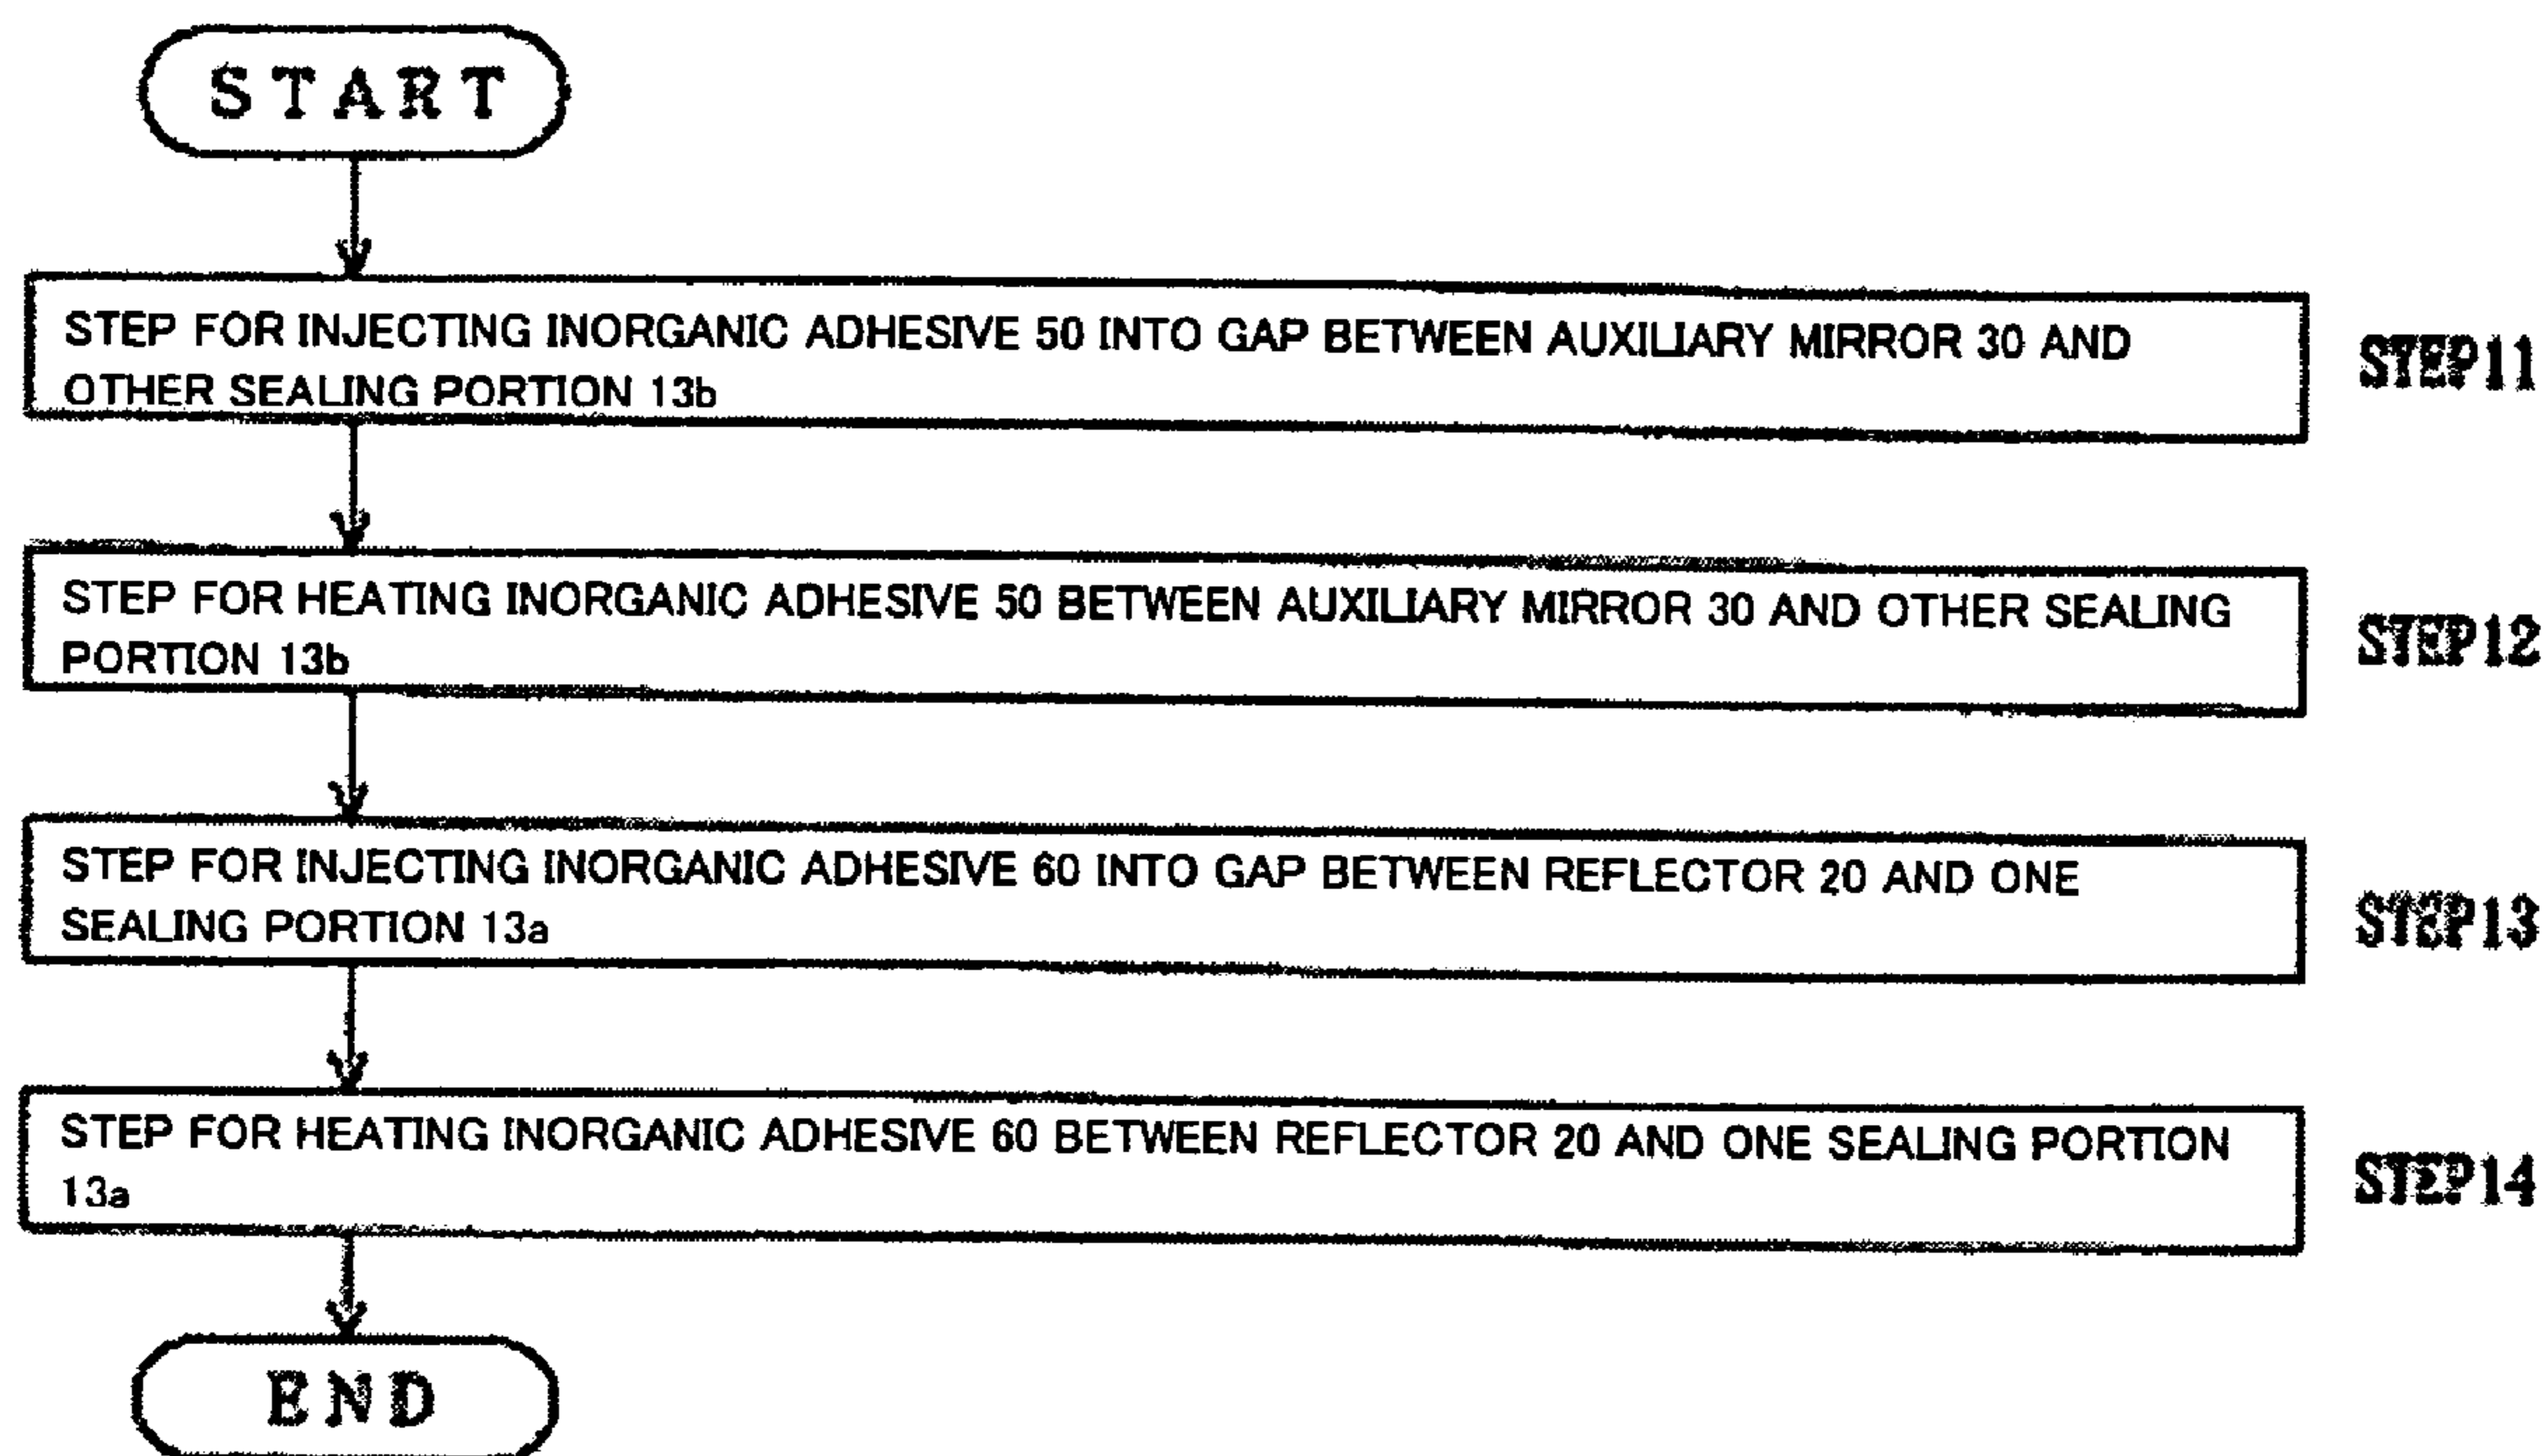 START
STEP FOR INJECTING INORGANIC ADHESIVE 50 INTO GAP BETWEEN AUXILIARY MIRROR 30 AND
OTHER SEALING PORTION 13b
STEP11
STEP FOR HEATING INORGANIC ADHESIVE 50 BETWEEN AUXILIARY MIRROR 30 AND OTHER SEALING
PORTION 13b
STEP12
STEP FOR INJECTING INORGANIC ADHESIVE 60 INTO GAP BETWEEN REFLECTOR 20 AND ONE
SEALING PORTION 13a
STEP13
STEP FOR HEATING INORGANIC ADHESIVE 60 BETWEEN REFLECTOR 20 AND ONE SEALING PORTION
13a
STEP14
END